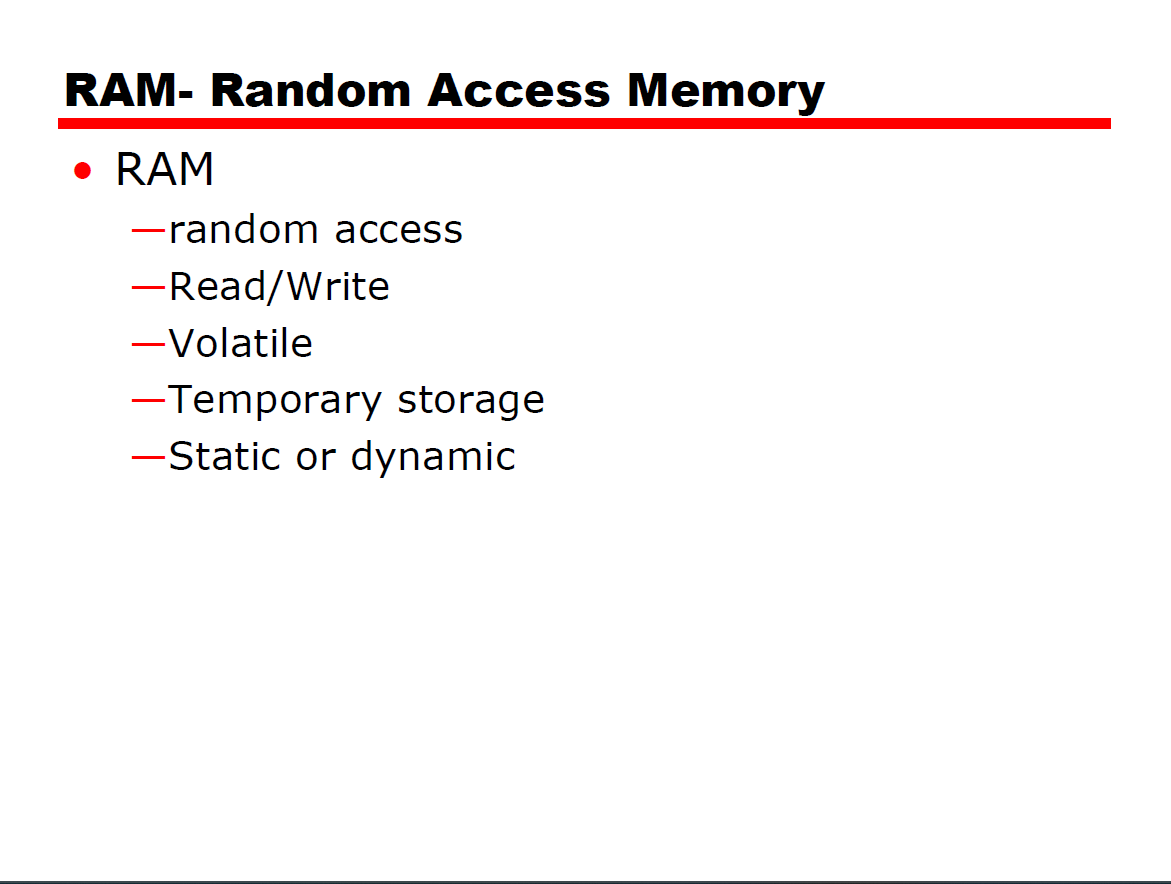 RAM- Random Access Memory
• RAM
—random access
—Read/Write
—Volatile
—Temporary storage
—Static or dynamic